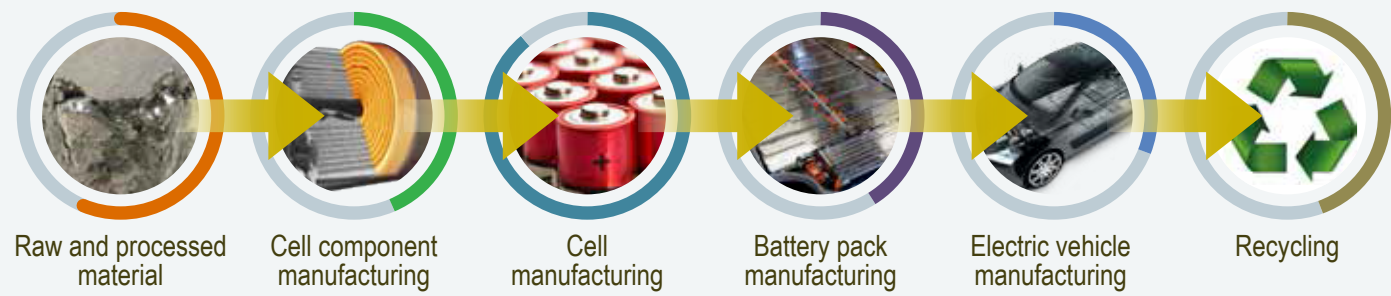 Raw and processed
material
Cell component
manufacturing
Cell
manufacturing
Battery pack
manufacturing
Electric vehicle
manufacturing
Recycling